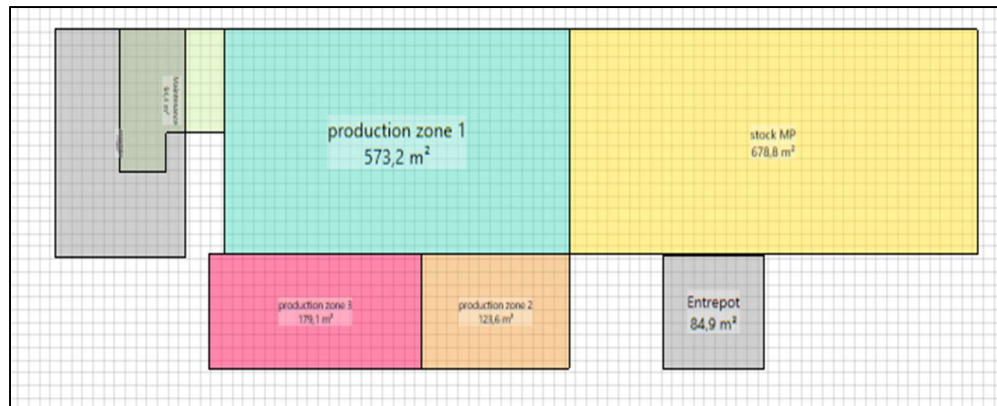 Maintenance
production zone 1
573,2 m²
stock MP
678,8 m²
production zone 3
179,1 m²
production zone 2
123,6 m²
Entrepot
84,9 m²